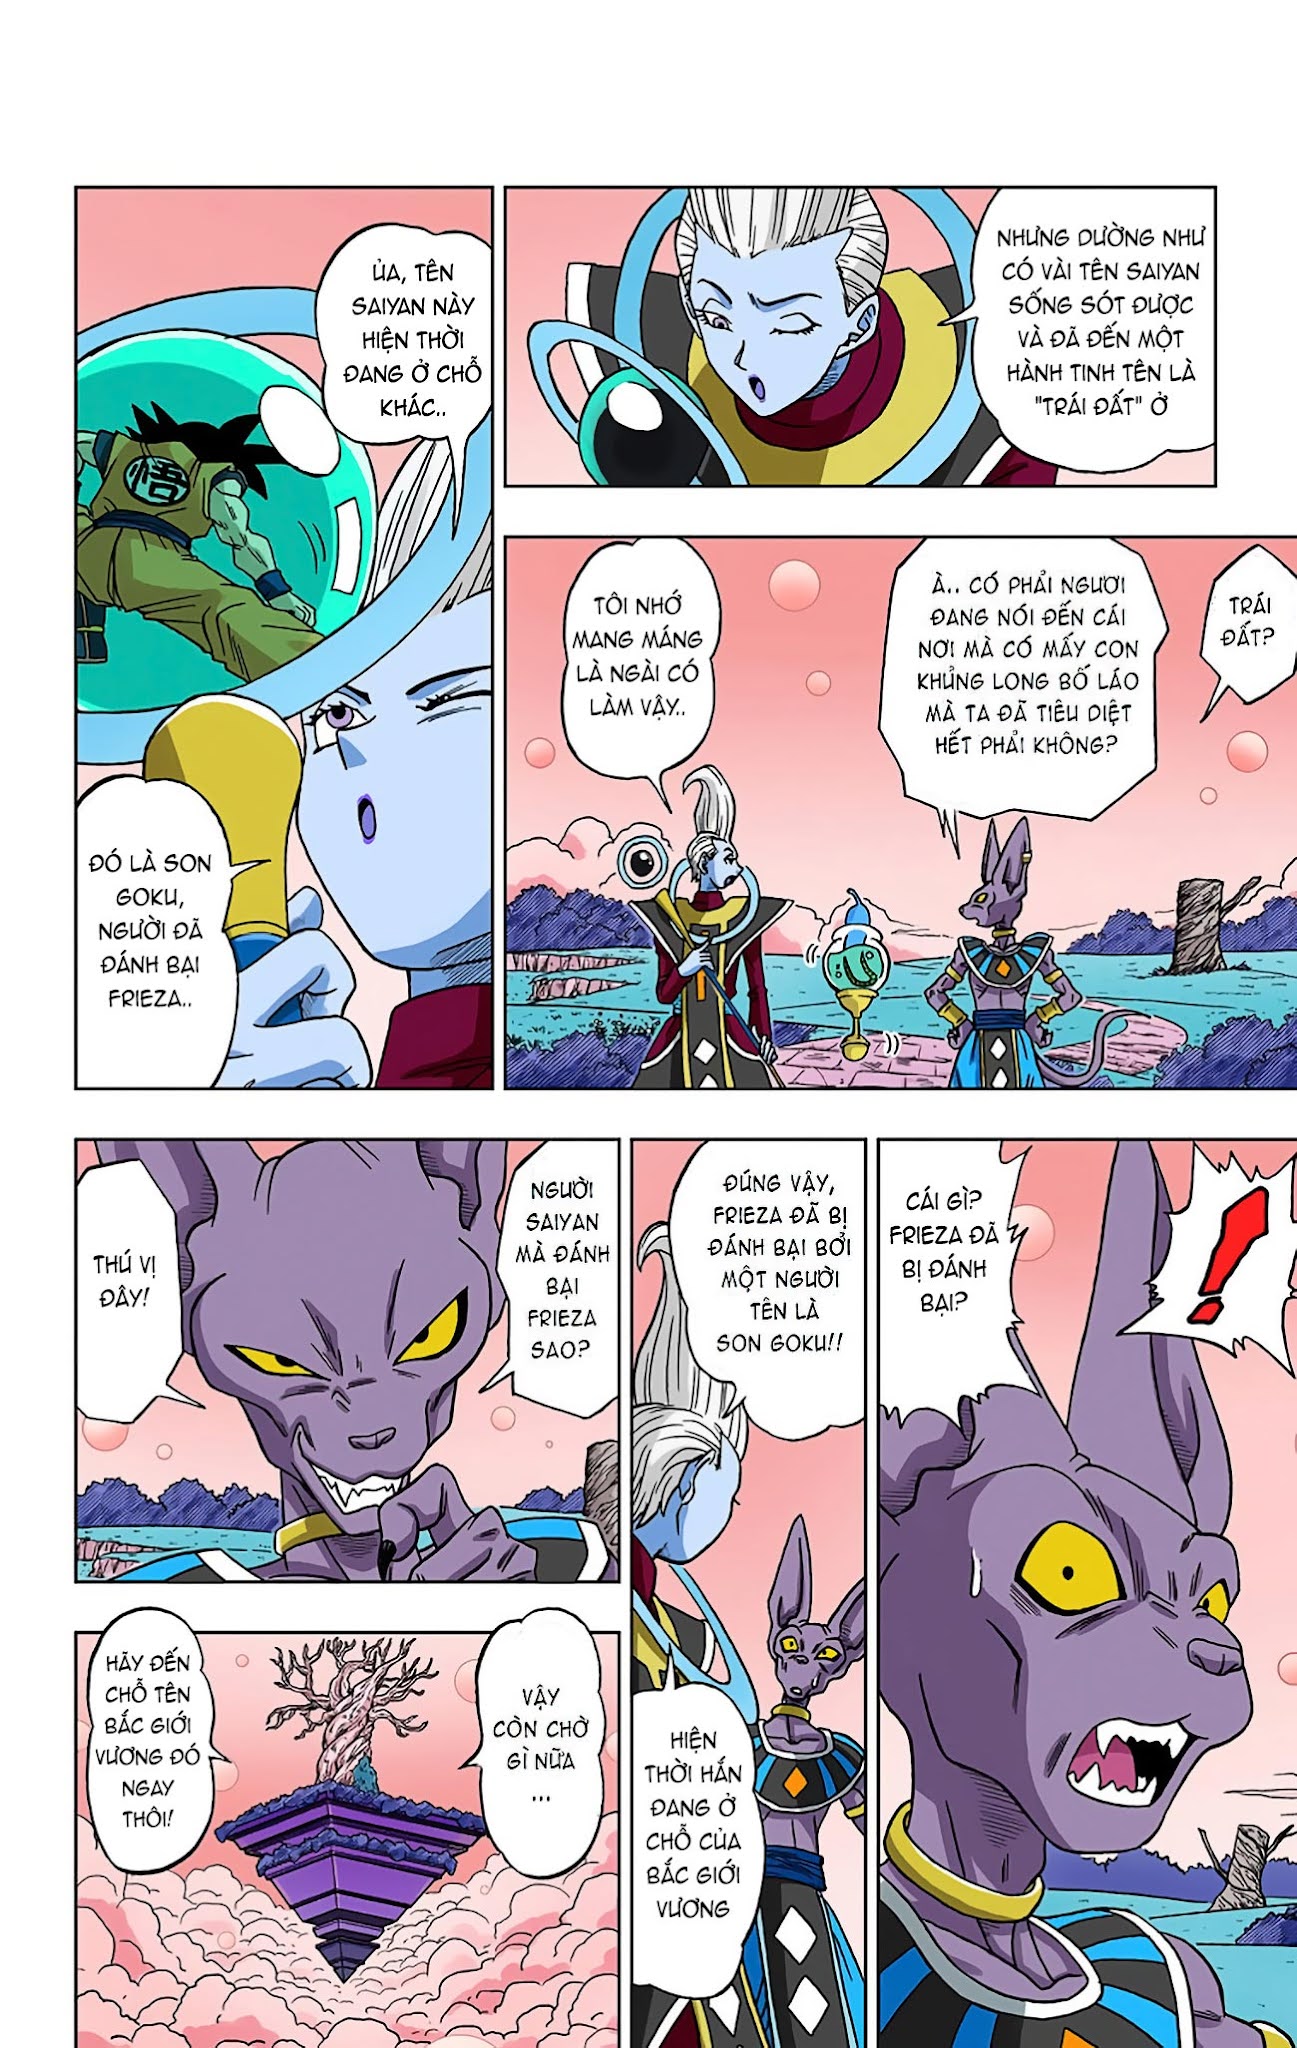 NHƯNG DƯỜNG NHƯ
CÓ VÀI TÊN SAIYAN
SỐNG SÓT ĐƯỢC
VÀ ĐÃ ĐẾN MỘT
HÀNH TINH TÊN LÀ
"TRÁI ĐẤT" Ở
ỦA, TÊN
SAIYAN NÀY
HIỆN THỜI
ĐANG Ở CHỖ
KHÁC..
悟
ĐÓ LÀ SON
GOKU,
NGƯỜI ĐÃ
ĐÁNH BẠI
FRIEZA..
TRÁI
ĐẤT?
À.. CÓ PHẢI NGƯƠI
ĐANG NÓI ĐẾN CÁI
NƠI MÀ CÓ MẤY CON
KHỦNG LONG BỐ LÁO
MÀ TA ĐÃ TIÊU DIỆT
HẾT PHẢI KHÔNG?
TÔI NHỚ
MANG MÁNG
LÀ NGÀI CÓ
LÀM VẬY..
!
CÁI GÌ?
FRIEZA ĐÃ
BỊ ĐÁNH
BẠI?
ĐÚNG VẬY,
FRIEZA ĐÃ BỊ
ĐÁNH BẠI BỞI
MỘT NGƯỜI
TÊN LÀ
SON GOKU!!
HIỆN
THỜI HẮN
ĐANG Ở
CHỖ CỦA
BẮC GIỚI
VƯƠNG
NGƯỜI
SAIYAN
MÀ ĐÁNH
BẠI
FRIEZA
SAO?
THÚ VỊ
ĐÂY!
VẬY
CÒN CHỜ
GÌ NỮA
...
HÃY ĐẾN
CHỖ TÊN
BẮC GIỚI
VƯƠNG ĐÓ
NGAY
THÔI!